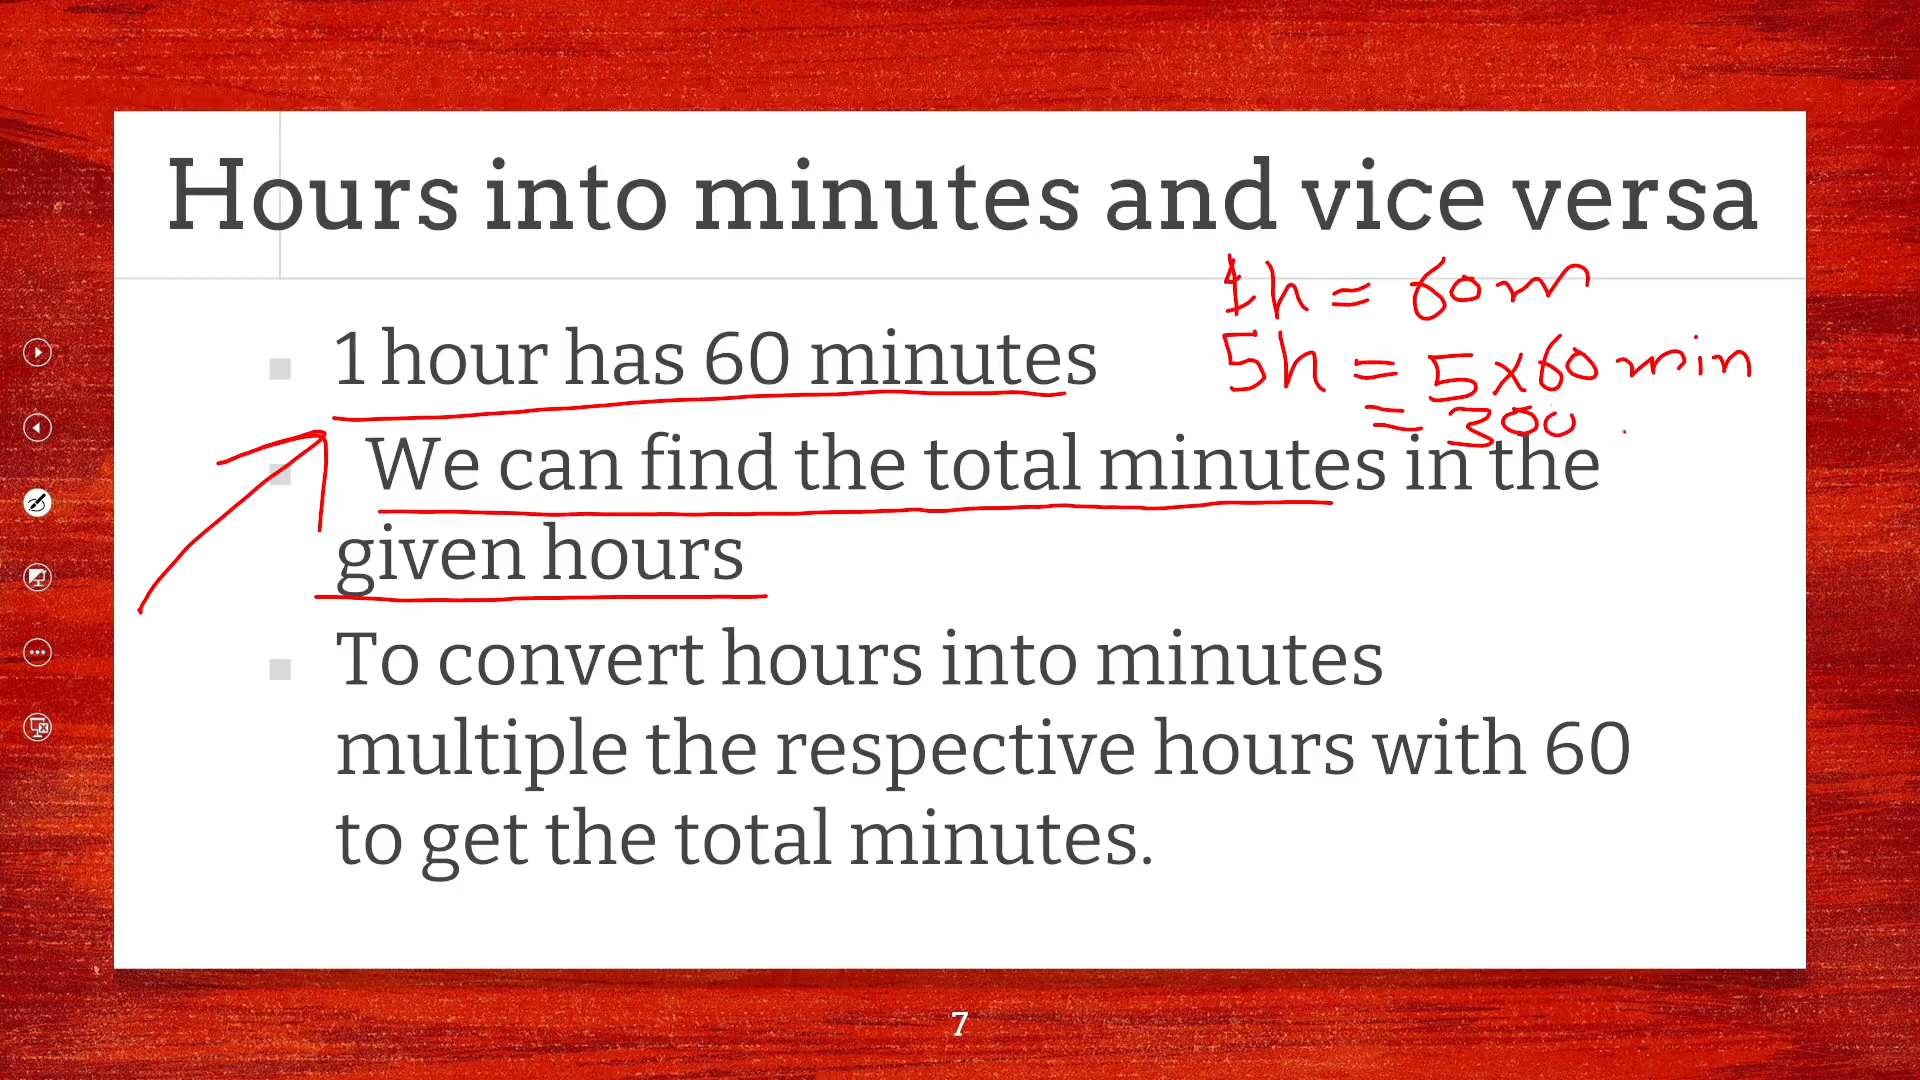 Hours into minutes and vice versa
1h = 60m
1 hour has 60 minutes
5h = 5x60 min
= 300
We can find the total minutes in the
given hours
To convert hours into minutes
multiple the respective hours with 60
to get the total minutes.
7